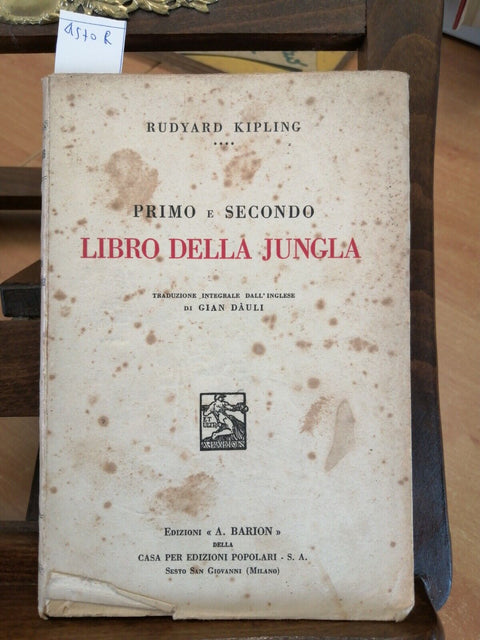 RUDYARD KIPLING
PRIMO E SECONDO
LIBRO DELLA JUNGLA
TRADUZIONE INTEGRALE DALL'INGLESE
DI GIAN DÀULI
EDIZIONI « A. BARION »
DELLA
CASA PER EDIZIONI POPOLARI - S. A.
SESTO SAN GIOVANNI (MILANO)